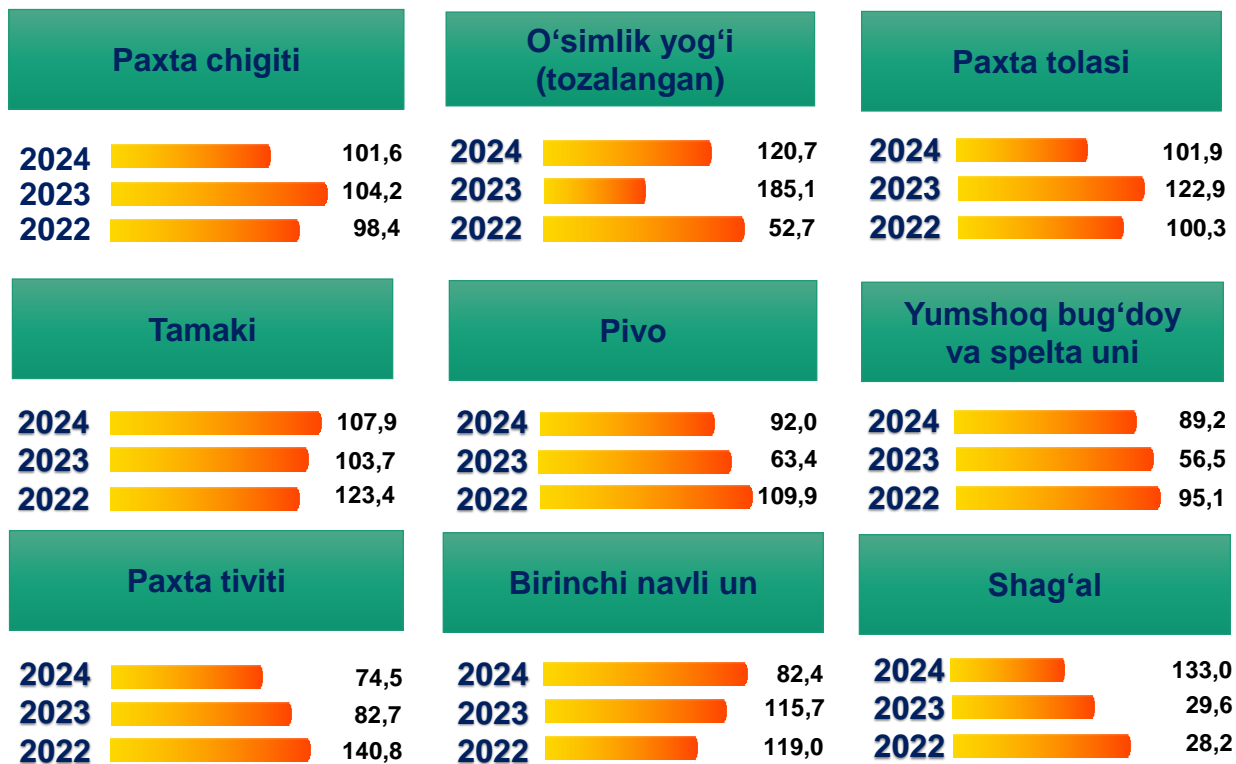 Paxta chigiti
2024 101,6
2023 104,2
2022 98,4
O‘simlik yog‘i
(tozalangan)
2024 120,7
2023 185,1
2022 52,7
Paxta tolasi
2024 101,9
2023 122,9
2022 100,3
Tamaki
2024 107,9
2023 103,7
2022 123,4
Pivo
2024 92,0
2023 63,4
2022 109,9
Yumshoq bug‘doy
va spelta uni
2024 89,2
2023 56,5
2022 95,1
Paxta tiviti
2024 74,5
2023 82,7
2022 140,8
Birinchi navli un
2024 82,4
2023 115,7
2022 119,0
Shag‘al
2024 133,0
2023 29,6
2022 28,2